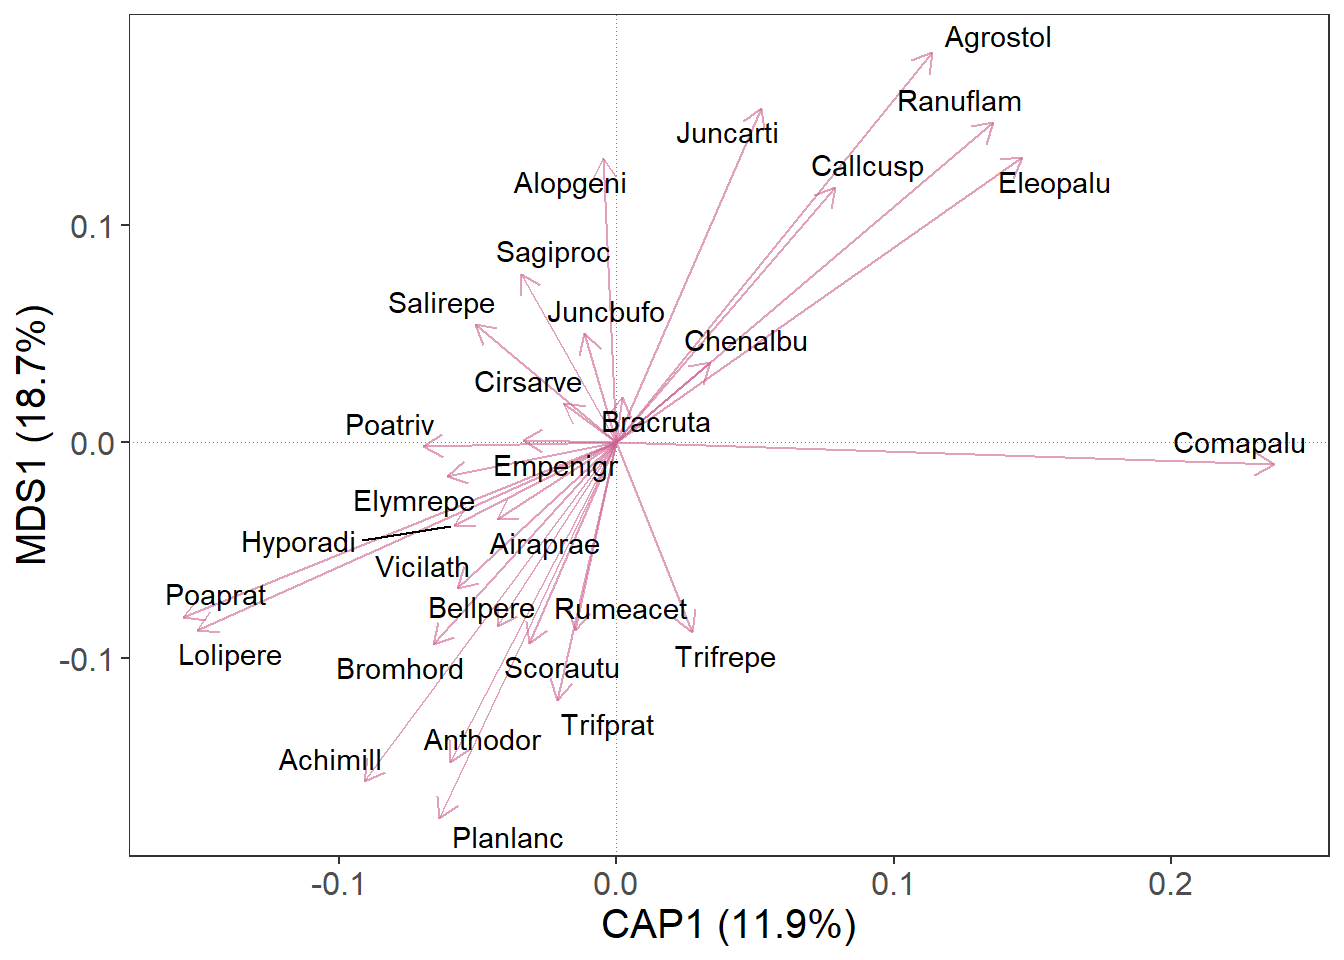 Agrostol
Ranuflam
Juncarti
Callcusp
Alopgeni
Eleopalu
0.1
Sagiproc
Salirepe
Juncbufo
Chenalbu
Cirsarve
Poatriv
Bracruta
0.0
Comapalu
Empenigr
Elymrepe
Hyporadi
Airaprae
Vicilath
Poaprat
Bellpere
Rumeacet
Lolipere
-0.1
Bromhord
Scorautu
Trifrepe
Trifprat
Anthodor
Achimill
Planlanc
MDS1 (18.7%)
-0.1
0.0
0.1
0.2
CAP1 (11.9%)